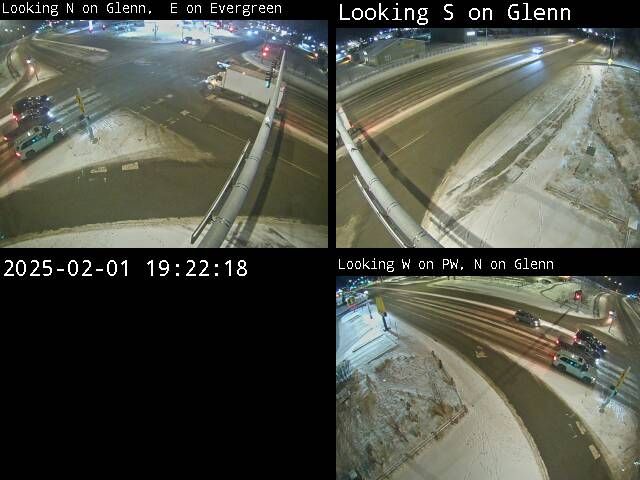 Looking N on Glenn, E on Evergreen
Looking S on Glenn
2025-02-01 19:22:18
Looking W on PW, N on Glenn